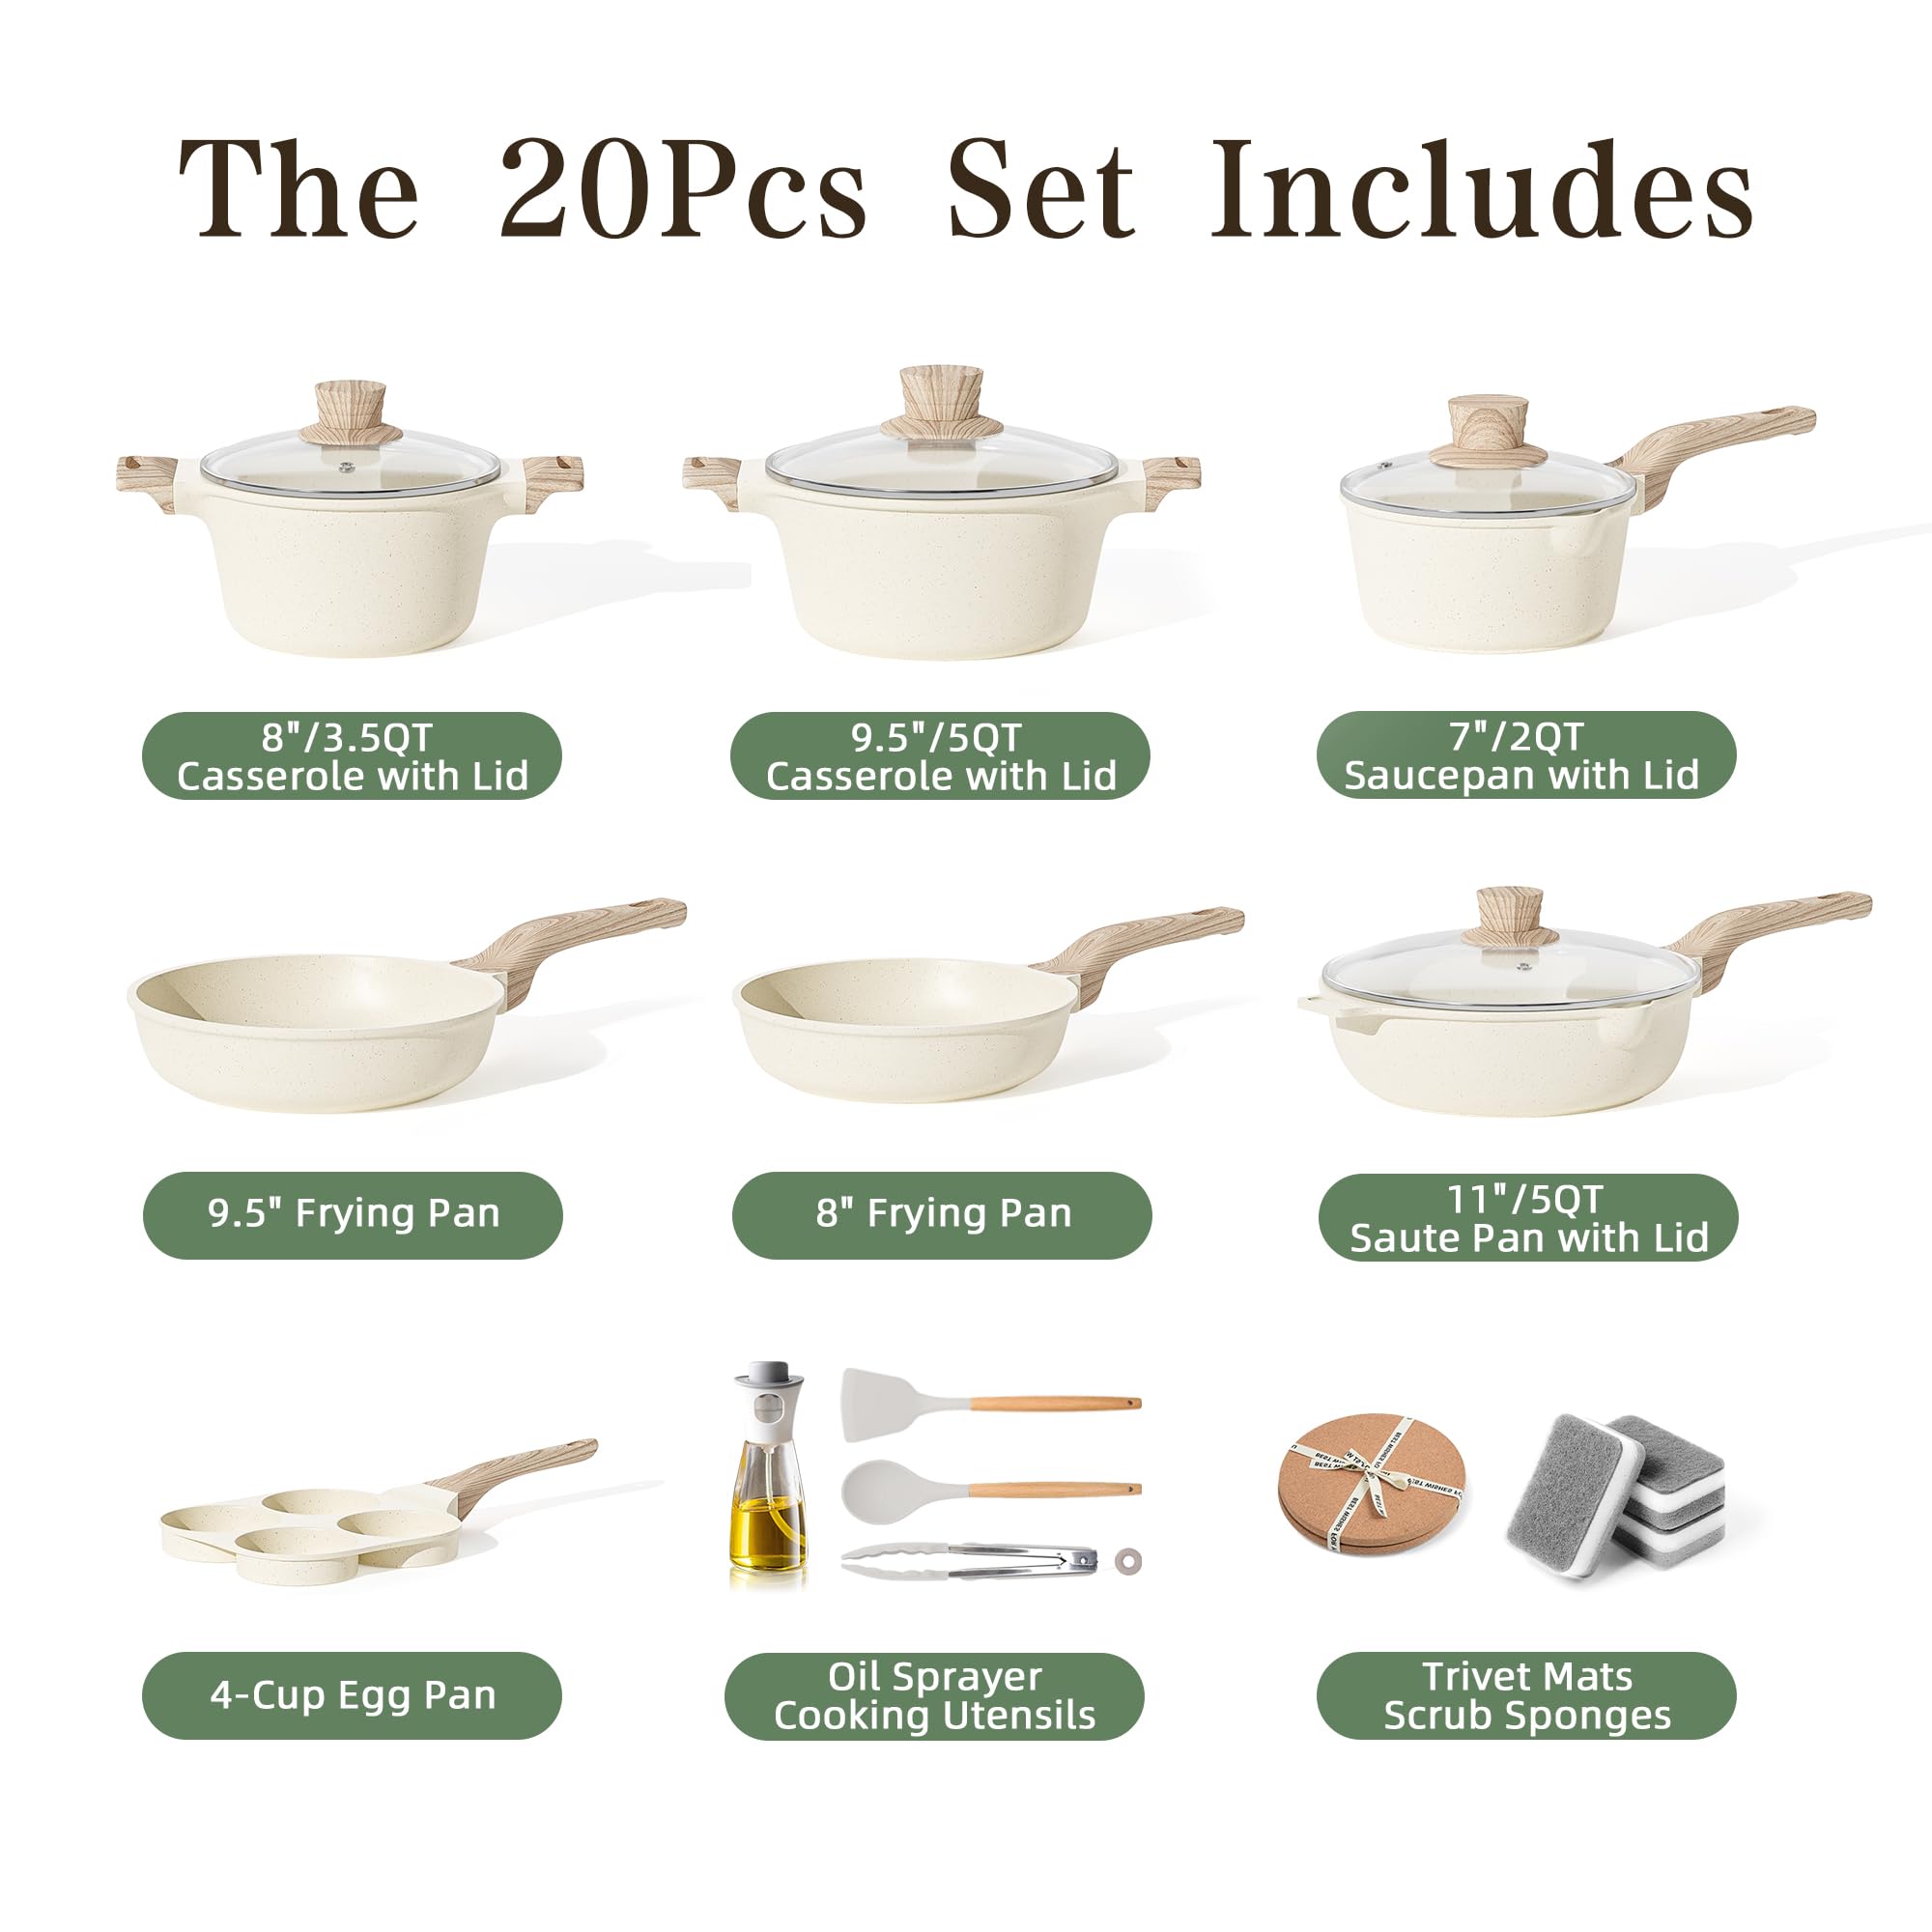 The 20Pcs Set Includes
8"/3.5QT
Casserole with Lid
9.5"/5QT
Casserole with Lid
7"/2QT
Saucepan with Lid
9.5" Frying Pan
8" Frying Pan
11"/5QT
Saute Pan with Lid
4-Cup Egg Pan
Oil Sprayer
Cooking Utensils
Trivet Mats
Scrub Sponges